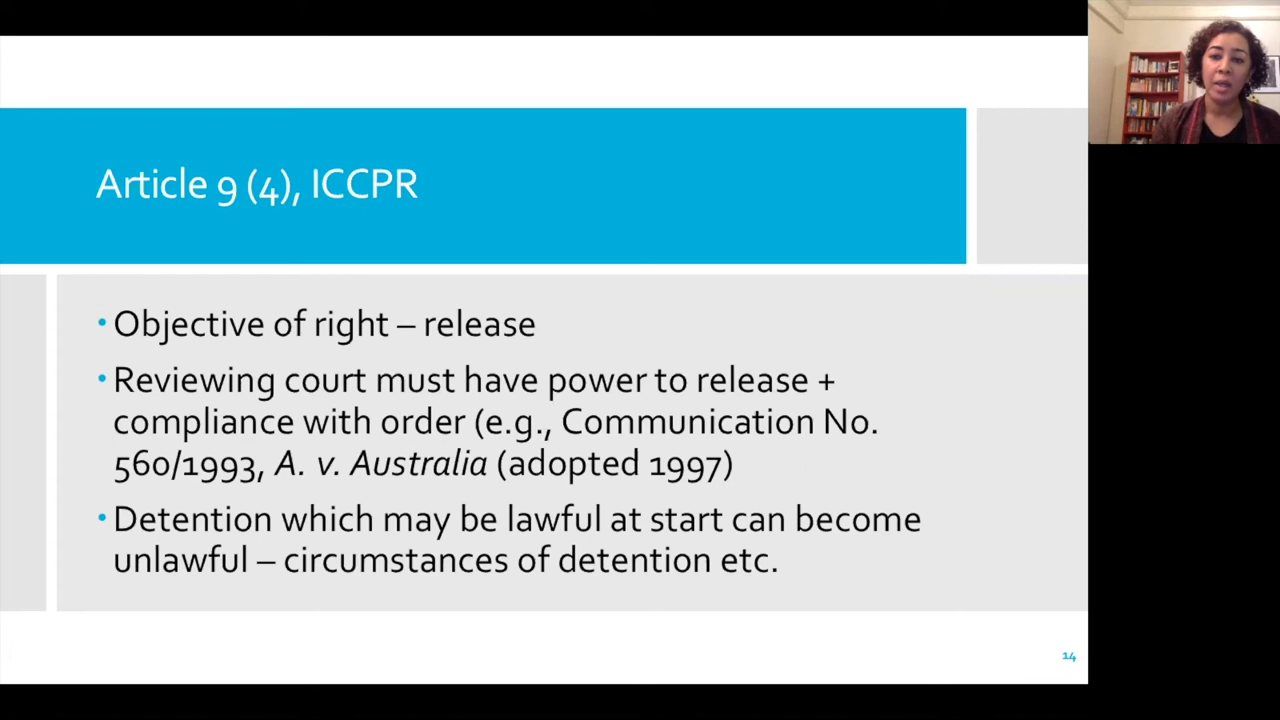 Article 9 (4), ICCPR
• Objective of right – release
• Reviewing court must have power to release +
compliance with order (e.g., Communication No.
560/1993, A. v. Australia (adopted 1997)
• Detention which may be lawful at start can become
unlawful – circumstances of detention etc.
14